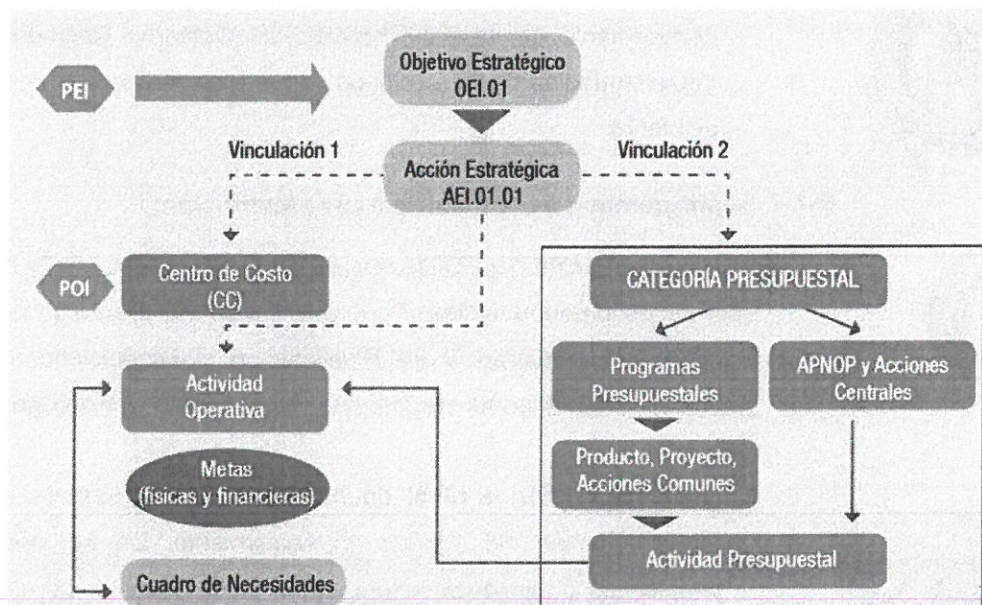 PEI
Objetivo Estratégico
OEI.01
Vinculación 1
Vinculación 2
Acción Estratégica
AEI.01.01
POI
Centro de Costo
(CC)
CATEGORÍA PRESUPUESTAL
Actividad
Operativa
Programas
Presupuestales
APNOP y Acciones
Centrales
Metas
(físicas y financieras)
Producto, Proyecto,
Acciones Comunes
Cuadro de Necesidades
Actividad Presupuestal